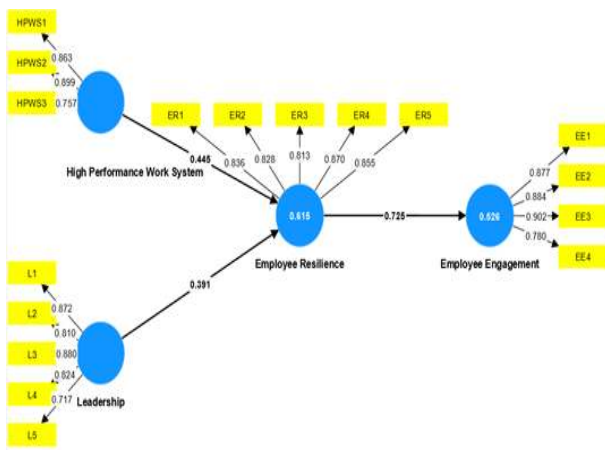 HPWS1
0.863
HPWS2
0.899
HPWS3
0.757
High Performance Work System
ER1
ER2
ER3
ER4
ER5
0.836
0.828
0.813
0.870
0.855
0.445
0.615
Employee Resilience
0.725
0.526
Employee Engagement
EE1
0.877
EE2
0.884
EE3
0.902
EE4
0.780
0.391
L1
0.872
L2
0.810
L3
0.880
L4
0.824
L5
0.717
Leadership